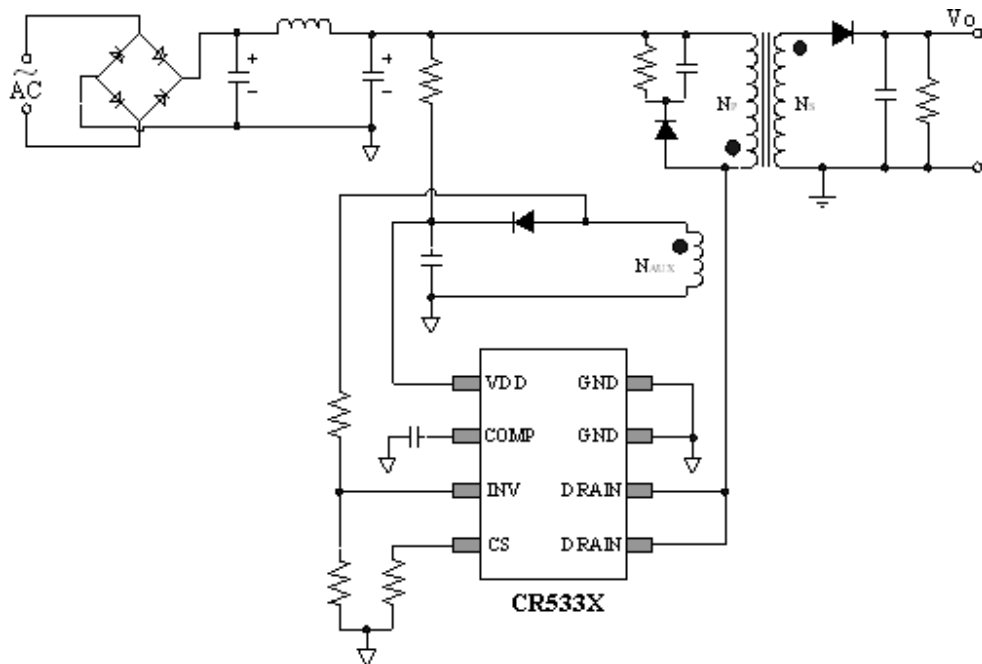 Vo
~
AC
+
+
−
−
NP
NS
NAUX
VDD
GND
COMP
GND
INV
DRAIN
CS
DRAIN
CR533X